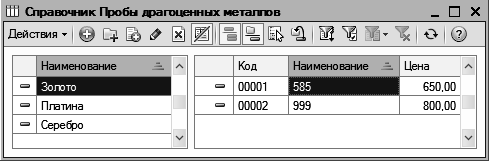 Справочник Пробы драгоценных металлов
Действия
Наименование
Золото
Платина
Серебро
Код Наименование Цена
00001 585 650,00
00002 999 800,00